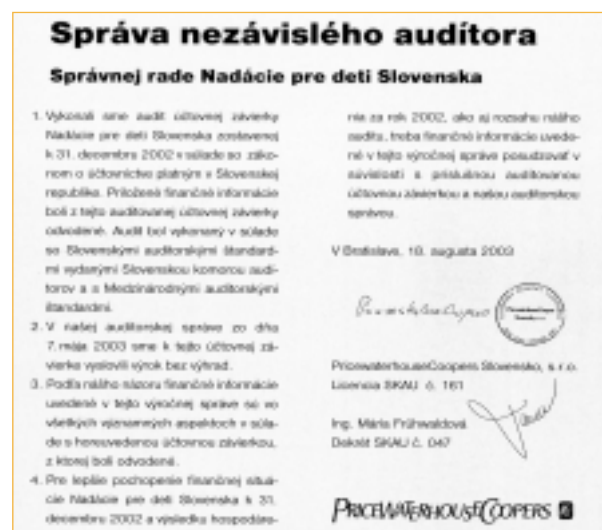 Správa nezávislého audítora
Správnej rade Nadácie pre deti Slovenska
1. Vykonali sme audit účtovnej závierky
Nadácie pre deti Slovenska zostavenej
k 31. decembru 2002 v súlade so záko-
nom o účtovníctve platným v Slovenskej
republike. Priložené finančné informácie
boli z tejto auditovanej účtovnej závierky
odvodené. Audit bol vykonaný v súlade
so Slovenskými audítorskými štandard-
mi vydanými Slovenskou komorou audí-
torov a s Medzinárodnými audítorskými
štandardmi.
2. V našej audítorskej správe zo dňa
7. mája 2003 sme k tejto účtovnej zá-
vierke vyslovili výrok bez výhrad.
3. Podľa nášho názoru finančné informácie
uvedené v tejto výročnej správe sú vo
všetkých významných aspektoch v súla-
de s horeuvedenou účtovnou závierkou,
z ktorej boli odvodené.
4. Pre lepšie pochopenie finančnej situá-
cie Nadácie pre deti Slovenska k 31.
decembru 2002 a výsledku hospodáre-
nia za rok 2002, ako aj rozsahu nášho
auditu, treba finančné informácie uvede-
né v tejto výročnej správe posudzovať v
súvislosti s príslušnou auditovanou
účtovnou závierkou a našou audítorskou
správou.
V Bratislave, 18. augusta 2003
PricewaterhouseCoopers
PricewaterhouseCoopers Slovensko, s.r.o.
Licencia SKAU č. 161
Ing. Mária Frühwaldová
Dekrét SKAU č. 047
PRICEWATERHOUSECOOPERS